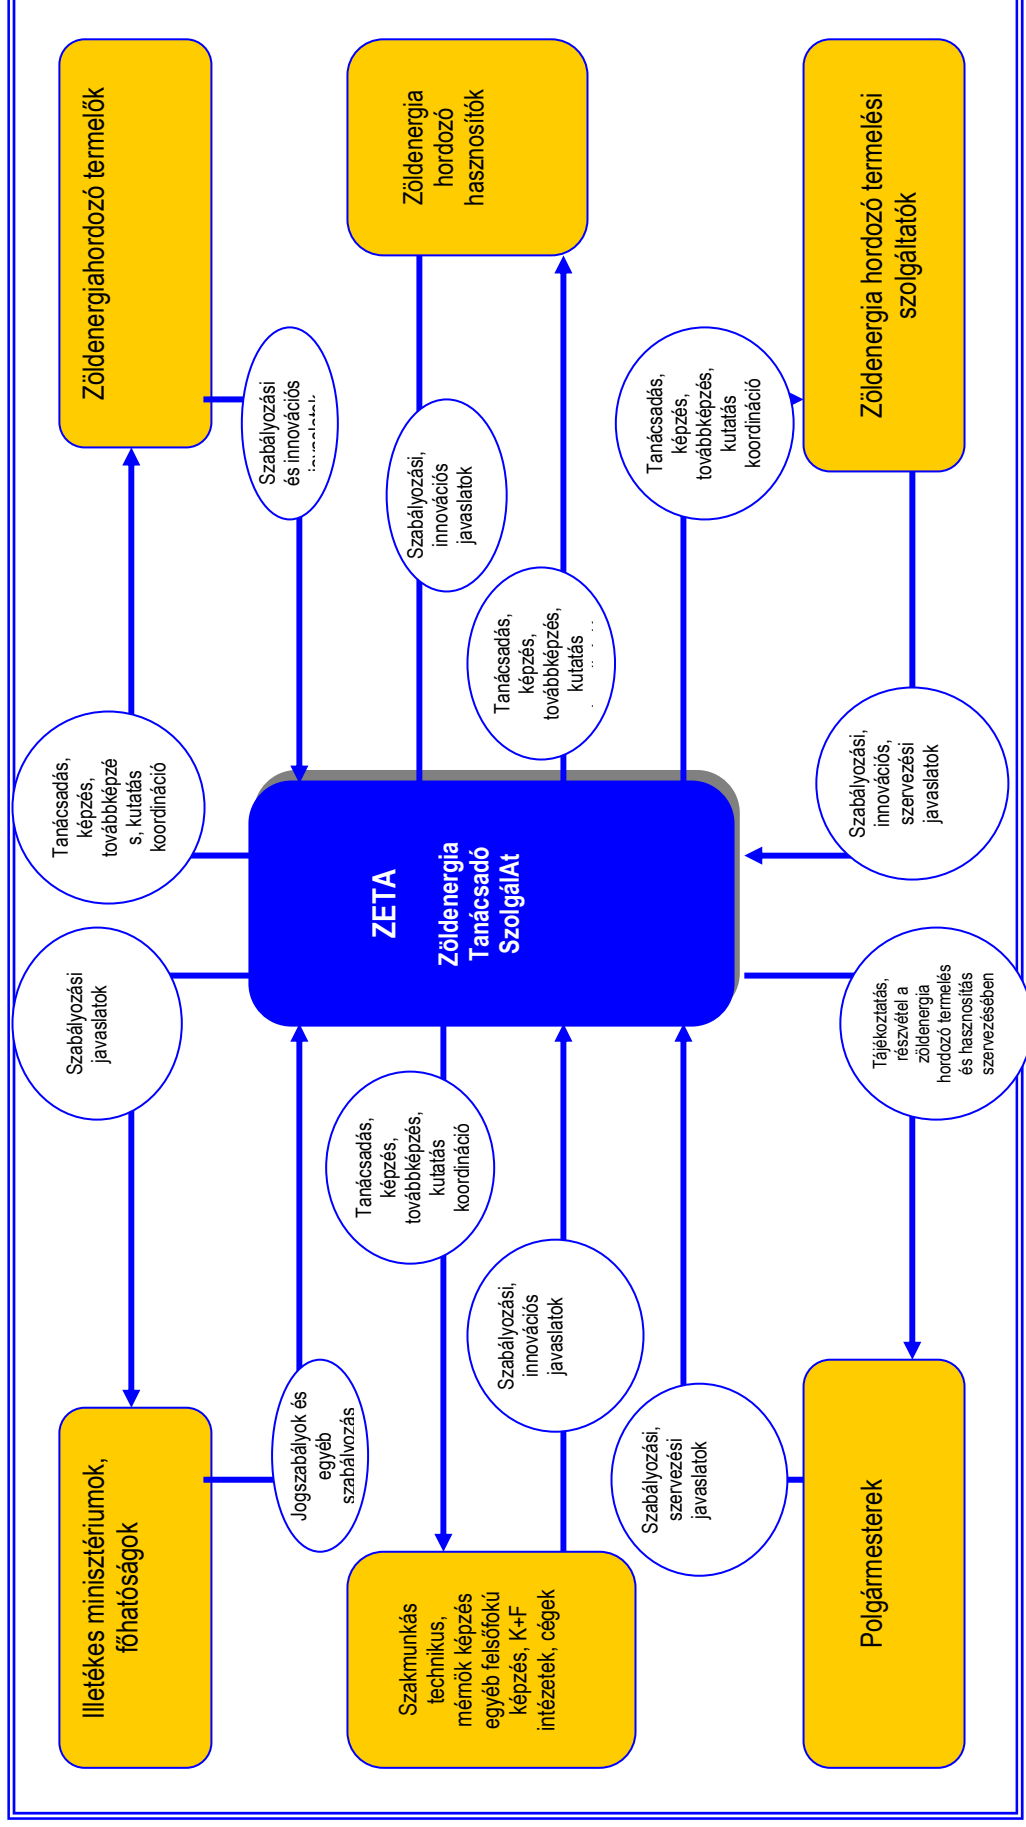 Illetékes minisztériumok,
főhatóságok
Szabályozási
javaslatok
Tanácsadás,
képzés,
továbbképzé
s, kutatás
koordináció
Zöldenergiahordozó termelők
Jogszabályok és
egyéb
szabályozás
Szabályozási
és innovációs
Szakmunkás
technikus,
mérnök képzés
egyéb felsőfokú
képzés, K+F
intézetek, cégek
Tanácsadás,
képzés,
továbbképzés,
kutatás
koordináció
Szabályozási,
innovációs
javaslatok
ZETA
Zöldenergia
Tanácsadó
SzolgálAt
Szabályozási,
innovációs
javaslatok
Tanácsadás,
képzés,
továbbképzés,
kutatás
Zöldenergia
hordozó
hasznosítók
Szabályozási,
szervezési
javaslatok
Tanácsadás,
képzés,
továbbképzés,
kutatás
koordináció
Polgármesterek
Tájékoztatás,
részvétel a
zöldenergia
hordozó termelés
és hasznosítás
szervezésében
Szabályozási,
innovációs,
szervezési
javaslatok
Zöldenergia hordozó termelési
szolgáltatók